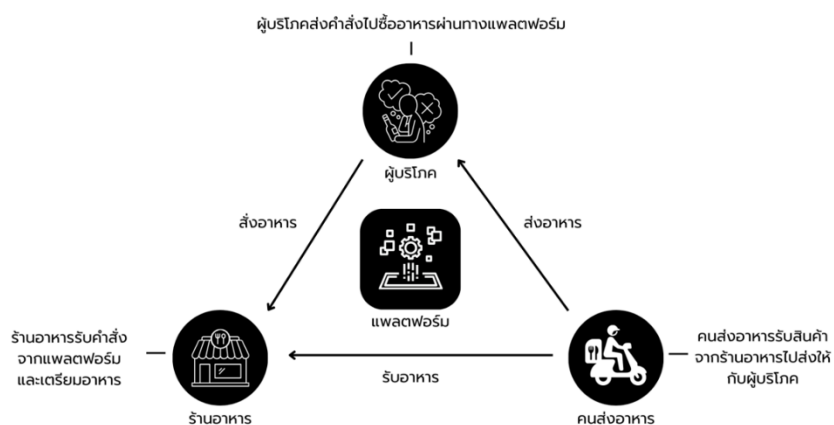 ผู้บริโภคส่งคำสั่งไปซื้ออาหารผ่านทางแพลตฟอร์ม
ผู้บริโภค
สั่งอาหาร
ส่งอาหาร
แพลตฟอร์ม
ร้านอาหารรับคำสั่ง
จากแพลตฟอร์ม
และเตรียมอาหาร
คนส่งอาหารรับสินค้า
จากร้านอาหารไปส่งให้
กับผู้บริโภค
รับอาหาร
ร้านอาหาร
คนส่งอาหาร